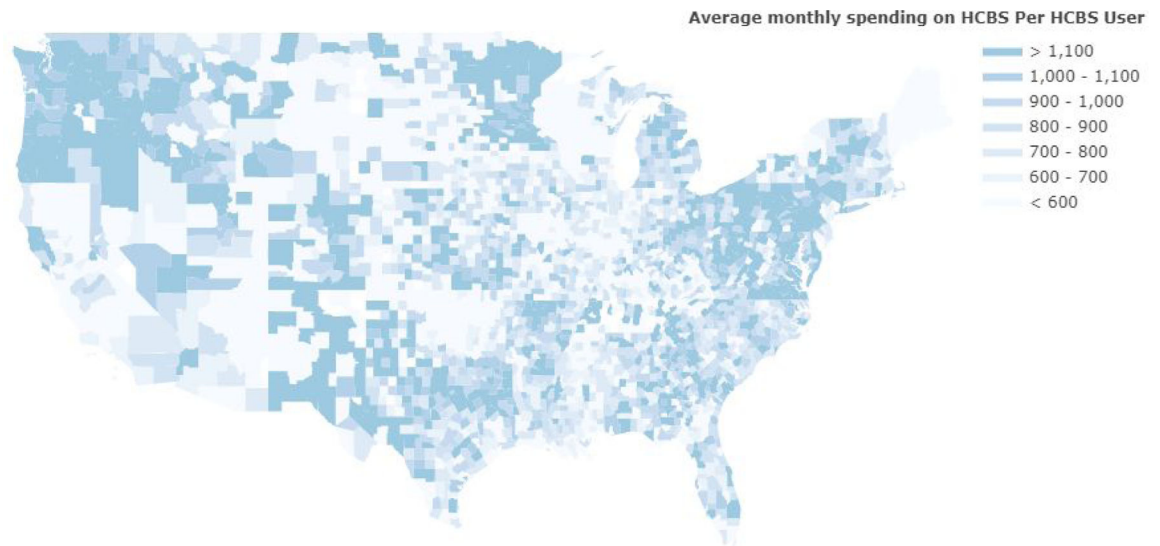 Average monthly spending on HCBS Per HCBS User
> 1,100
1,000 - 1,100
900 - 1,000
800 - 900
700 - 800
600 - 700
< 600